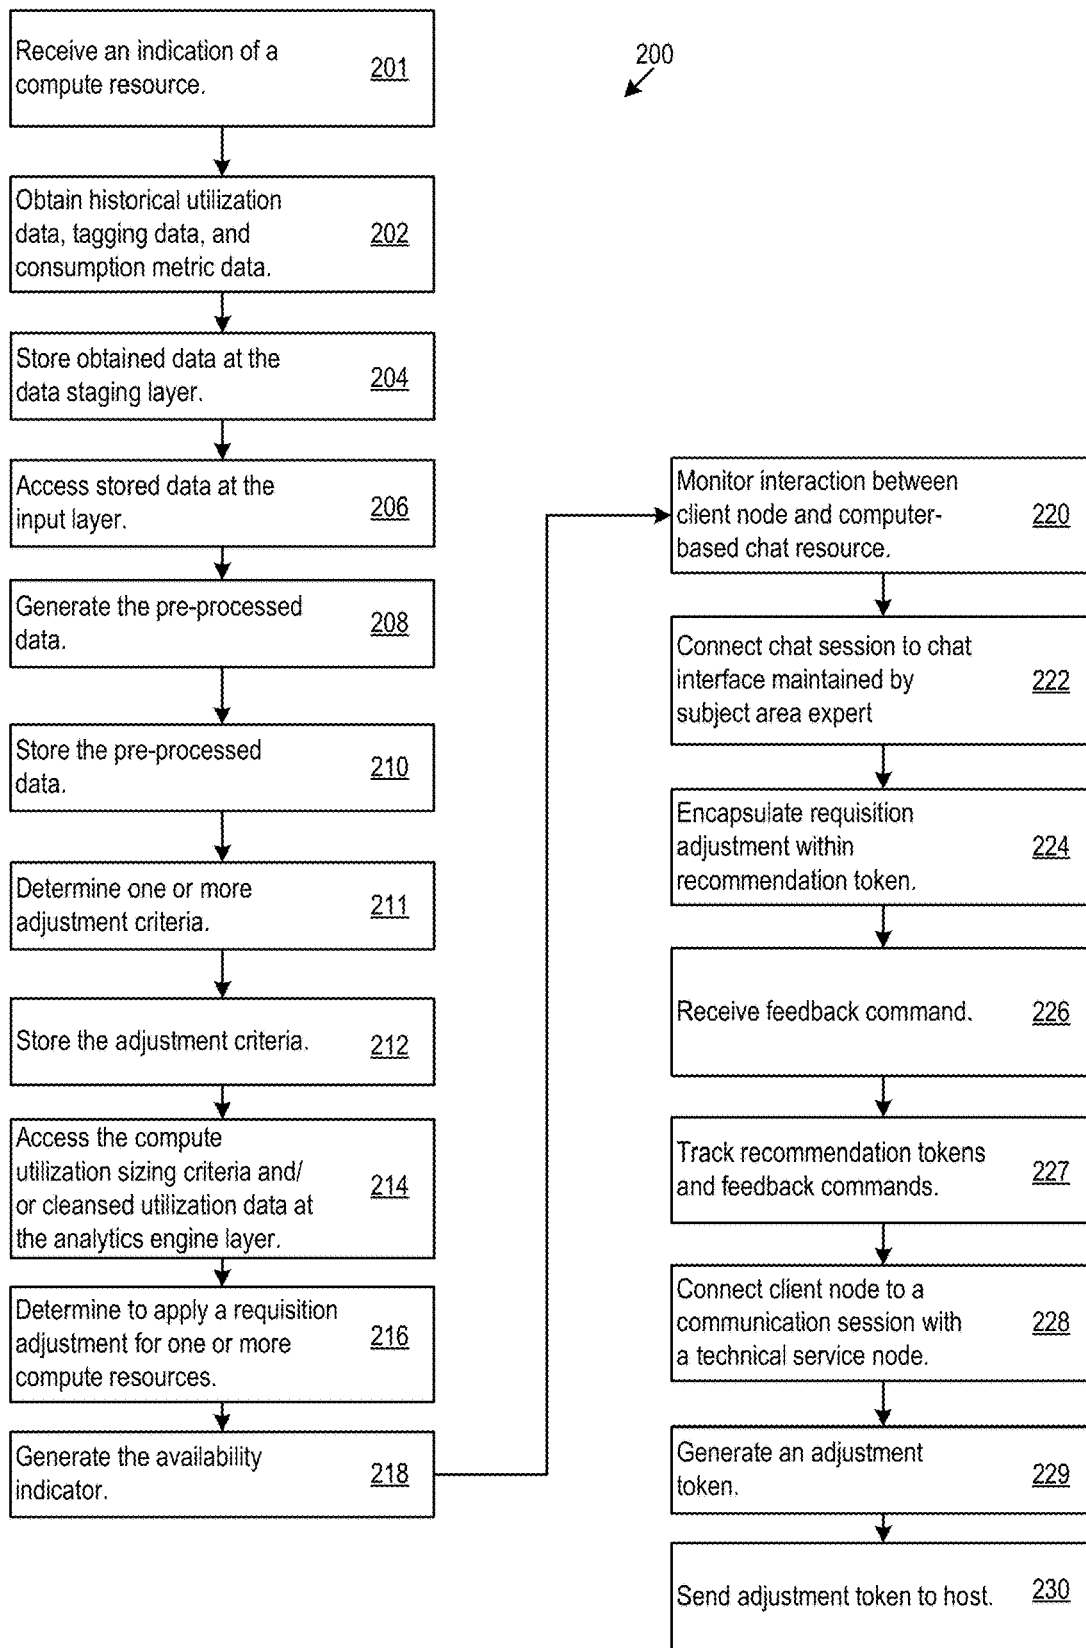 200
Receive an indication of a
compute resource.
201
Obtain historical utilization
data, tagging data, and
consumption metric data.
202
Store obtained data at the
data staging layer.
204
Access stored data at the
input layer.
206
Generate the pre-processed
data.
208
Store the pre-processed
data.
210
Determine one or more
adjustment criteria.
211
Store the adjustment criteria.
212
Access the compute
utilization sizing criteria and/
or cleansed utilization data at
the analytics engine layer.
214
Determine to apply a requisition
adjustment for one or more
compute resources.
216
Generate the availability
indicator.
218
Monitor interaction between
client node and computer-
based chat resource.
220
Connect chat session to chat
interface maintained by
subject area expert
222
Encapsulate requisition
adjustment within
recommendation token.
224
Receive feedback command.
226
Track recommendation tokens
and feedback commands.
227
Connect client node to a
communication session with
a technical service node.
228
Generate an adjustment
token.
229
Send adjustment token to host.
230